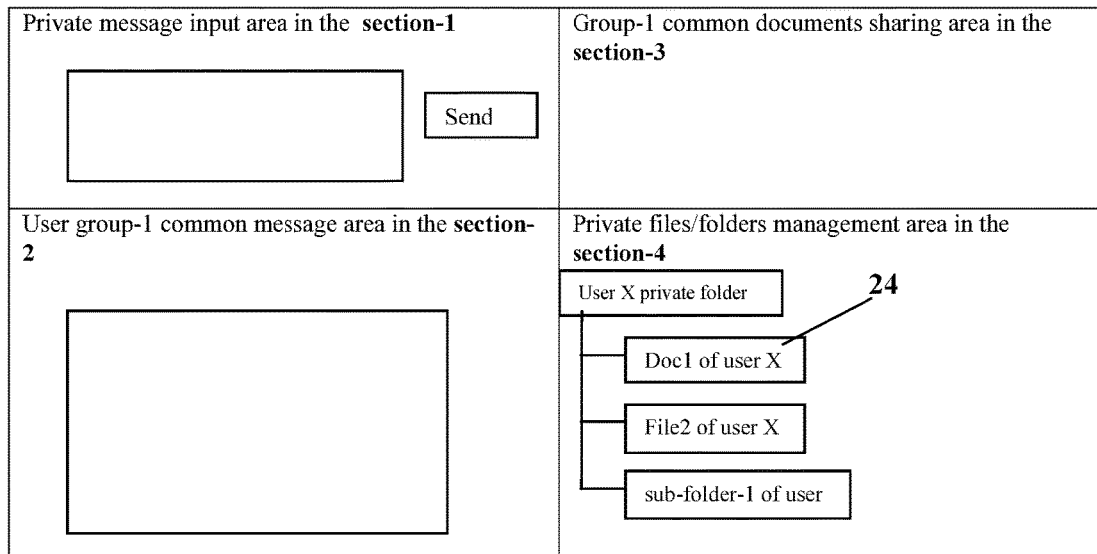 Private message input area in the section-1
Send
Group-1 common documents sharing area in the
section-3
User group-1 common message area in the section-
2
Private files/folders management area in the
section-4
User X private folder
24
Doc1 of user X
File2 of user X
sub-folder-1 of user